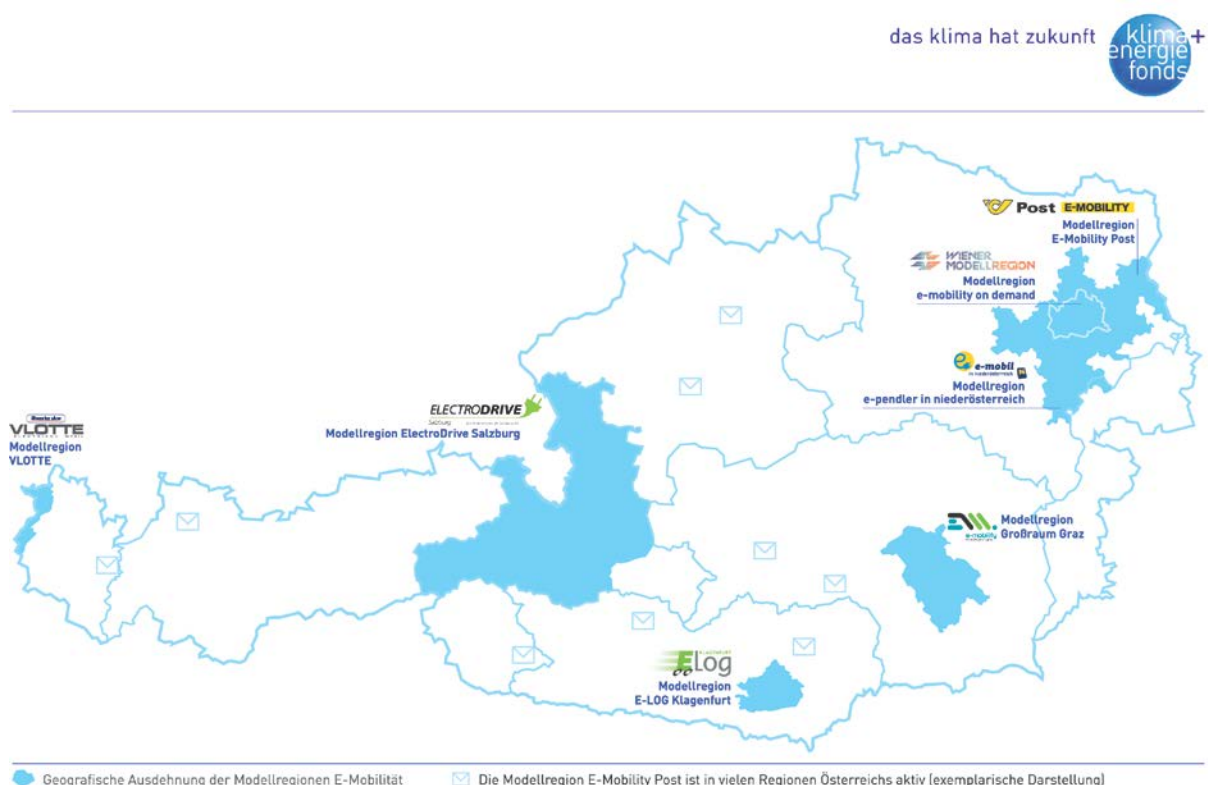 das klima hat zukunft
klima+
energie
fonds
Post E-MOBILITY
Modellregion
E-Mobility Post
WIENER
MODELLREGION
Modellregion
e-mobility on demand
e-mobil
in niederösterreich
Modellregion
e-pendler in niederösterreich
ELECTRODRIVE
Salzburg
Modellregion ElectroDrive Salzburg
VLOTTE
Modellregion
VLOTTE
e-mobility
Modellregion
Großraum Graz
ELog
Modellregion
E-LOG Klagenfurt
Geografische Ausdehnung der Modellregionen E-Mobilität
Die Modellregion E-Mobility Post ist in vielen Regionen Österreichs aktiv (exemplarische Darstellung)